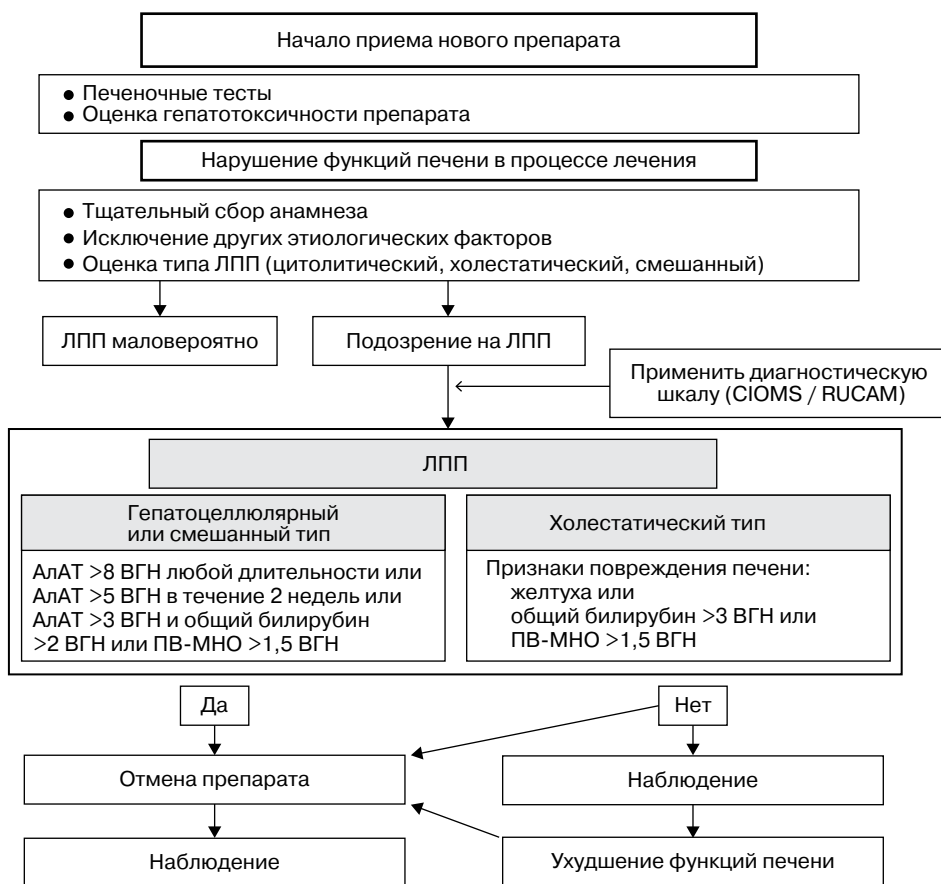 Начало приема нового препарата
● Печеночные тесты
● Оценка гепатотоксичности препарата
Нарушение функций печени в процессе лечения
● Тщательный сбор анамнеза
● Исключение других этиологических факторов
● Оценка типа ЛПП (цитолитический, холестатический, смешанный)
ЛПП маловероятно
Подозрение на ЛПП
Применить диагностическую
шкалу (CIOMS / RUCAM)
ЛПП
Гепатоцеллюлярный
или смешанный тип
АлАТ >8 ВГН любой длительности или
АлАТ >5 ВГН в течение 2 недель или
АлАТ >3 ВГН и общий билирубин
>2 ВГН или ПВ-МНО >1,5 ВГН
Холестатический тип
Признаки повреждения печени:
желтуха или
общий билирубин >3 ВГН или
ПВ-МНО >1,5 ВГН
Да
Нет
Отмена препарата
Наблюдение
Наблюдение
Ухудшение функций печени